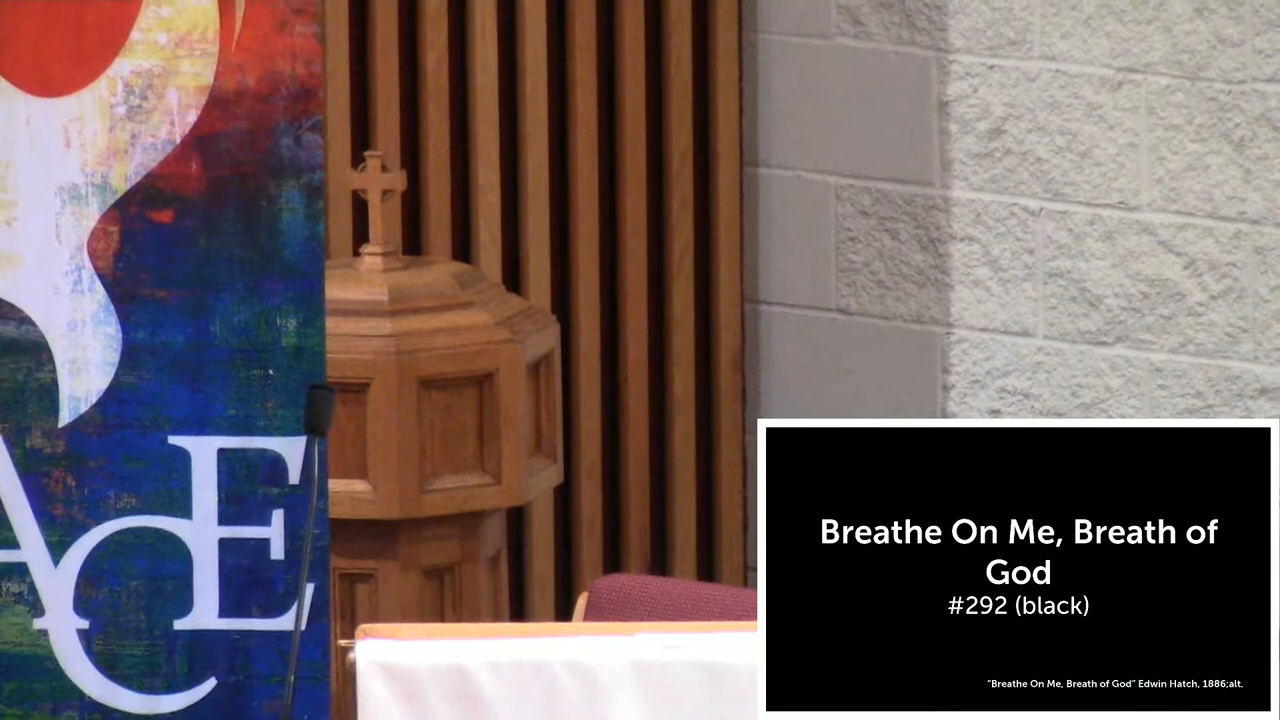 ACE
Breathe On Me, Breath of
God
#292 (black)
"Breathe On Me, Breath of God" Edwin Hatch, 1886;alt.